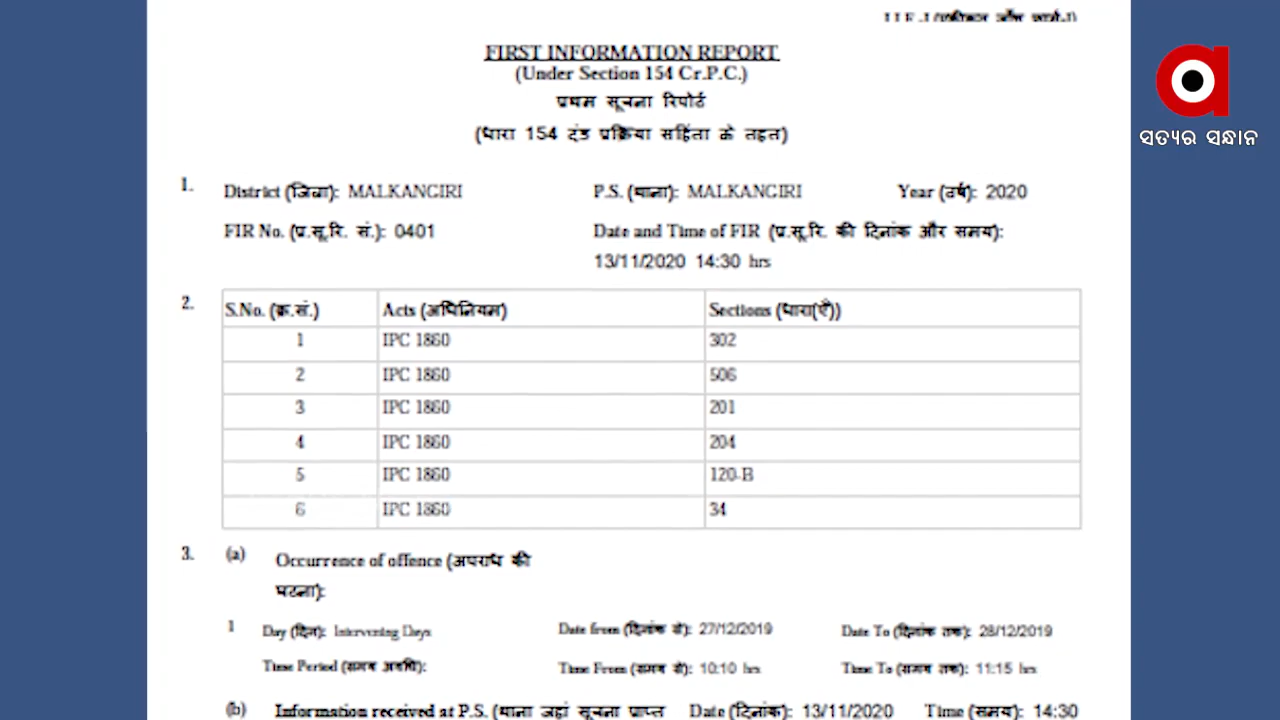 FIRST INFORMATION REPORT
(Under Section 154 Cr.P.C.)
प्रथम सूचना रिपोर्ट
(धारा 154 दंड प्रक्रिया सहिंता के तहत)
ସତ୍ୟର ସନ୍ଧାନ
1. District (जिला): MALKANGIRI P.S. (थाना): MALKANGIRI Year (वर्ष): 2020
FIR No. (प्र.सू.रि. सं.): 0401 Date and Time of FIR (प्र.सू.रि. की दिनांक और समय):
13/11/2020 14:30 hrs
2. S.No. (क्र.सं.) Acts (अधिनियम) Sections (धारा(एँ))
1 IPC 1860 302
2 IPC 1860 506
3 IPC 1860 201
4 IPC 1860 204
5 IPC 1860 120-B
6 IPC 1860 34
3. (a) Occurrence of offence (अपराध की
घटना):
1 Day (दिन): Intervening Days Date from (दिनांक से): 27/12/2019 Date To (दिनांक तक): 28/12/2019
Time Period (समय अवधि): Time From (समय से): 10:10 hrs Time To (समय तक): 11:15 hrs
(b) Information received at P.S. (थाना जहां सूचना प्राप्त Date (दिनांक): 13/11/2020 Time (समय): 14:30